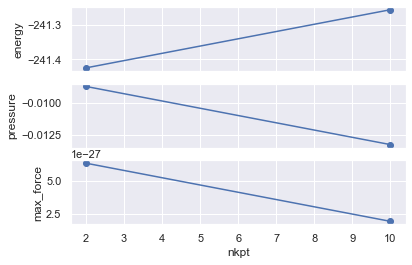 energy
−241.3
−241.4
pressure
−0.0100
−0.0125
1e−27
max_force
5.0
2.5
2 3 4 5 6 7 8 9 10
nkpt